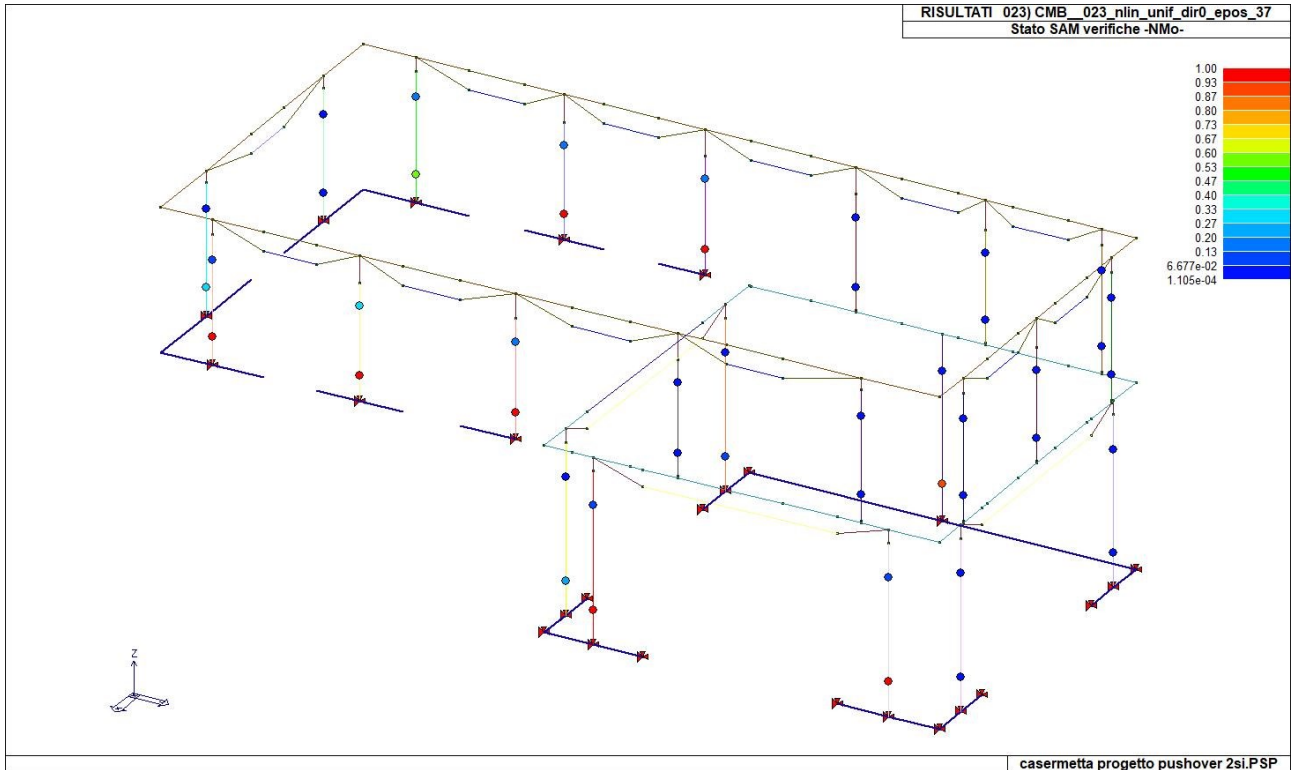 RISULTATI 023) CMB__023_nlin_unif_dir0_epos_37
Stato SAM verifiche -NMo-
1.00
0.93
0.87
0.80
0.73
0.67
0.60
0.53
0.47
0.40
0.33
0.27
0.20
0.13
6.677e-02
1.105e-04
Z
casermetta progetto pushover 2si.PSP